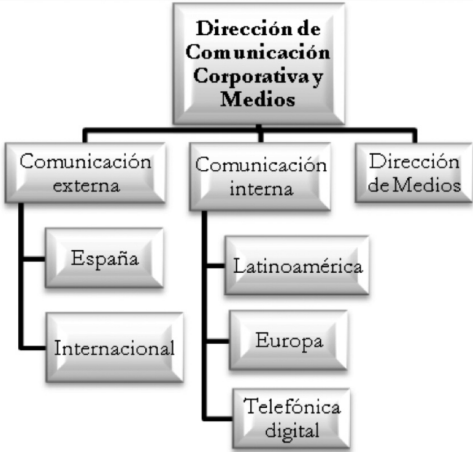 Dirección de
Comunicación
Corporativa y
Medios
Comunicación
externa
Comunicación
interna
Dirección
de Medios
España
Internacional
Latinoamérica
Europa
Telefónica
digital